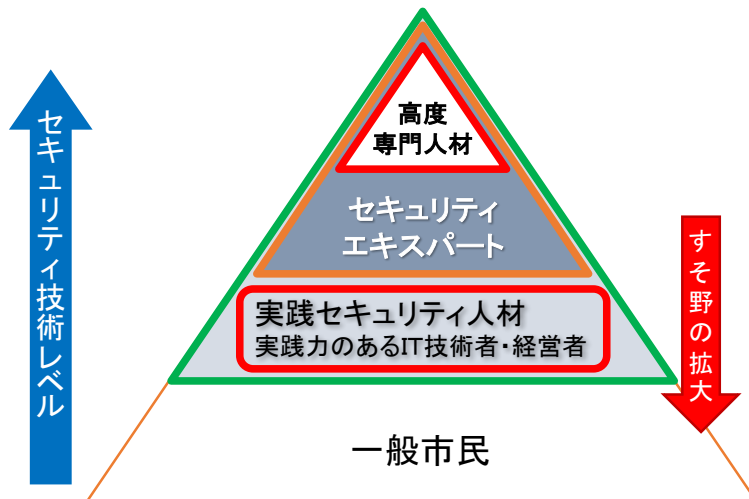 セキュリティ技術レベル
高度
専門人材
セキュリティ
エキスパート
実践セキュリティ人材
実践力のあるIT技術者・経営者
すそ野の拡大
一般市民